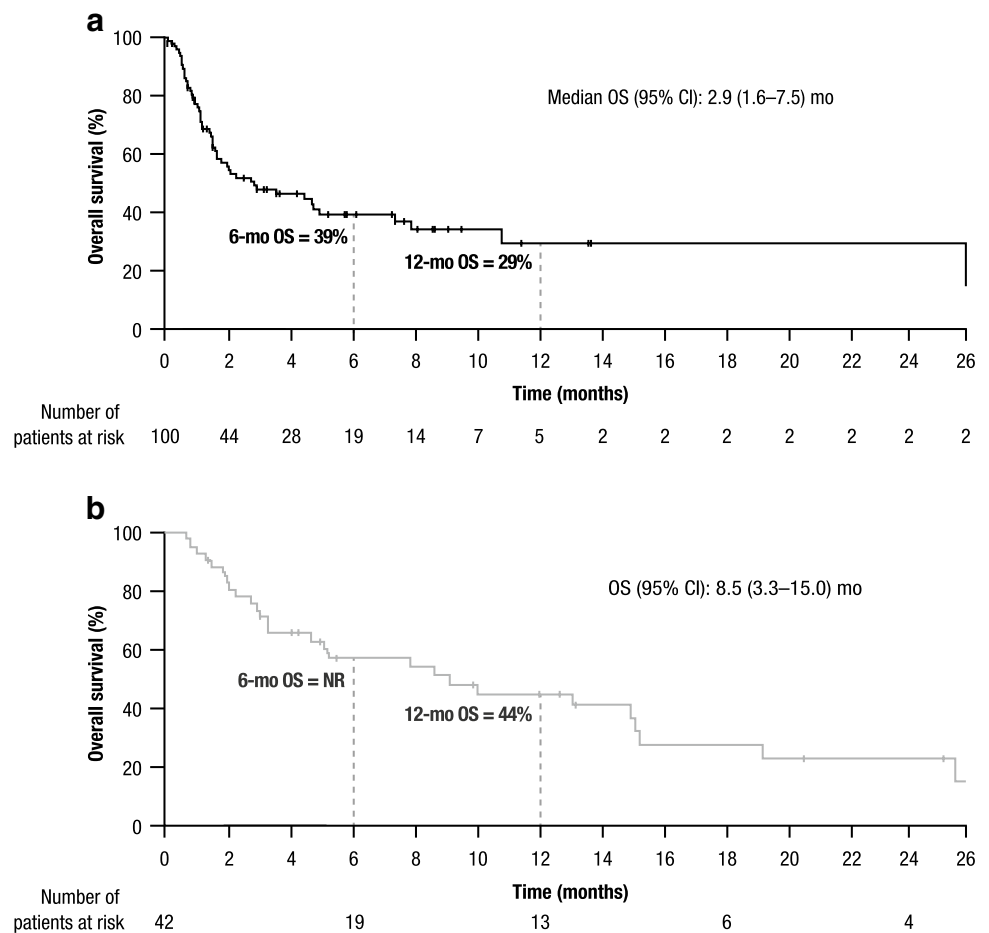 a
100
80
60
40
20
0
Overall survival (%)
Median OS (95% CI): 2.9 (1.6–7.5) mo
6-mo OS = 39%
12-mo OS = 29%
0 2 4 6 8 10 12 14 16 18 20 22 24 26
Time (months)
Number of
patients at risk 100 44 28 19 14 7 5 2 2 2 2 2 2 2
b
100
80
60
40
20
0
Overall survival (%)
OS (95% CI): 8.5 (3.3–15.0) mo
6-mo OS = NR
12-mo OS = 44%
0 2 4 6 8 10 12 14 16 18 20 22 24 26
Time (months)
Number of
patients at risk 42 19 13 6 4